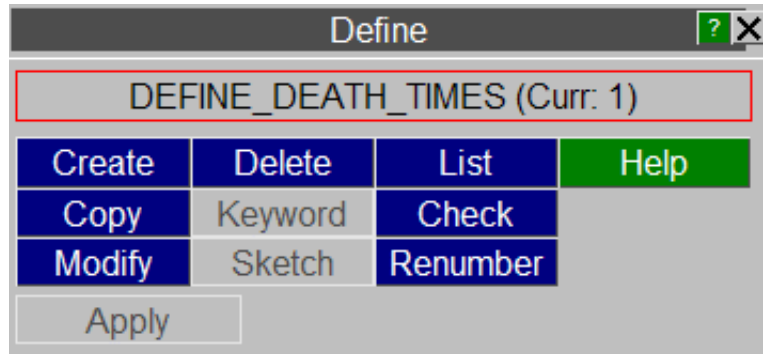 Define ?
DEFINE_DEATH_TIMES (Curr: 1)
Create Delete List Help
Copy Keyword Check
Modify Sketch Renumber
Apply